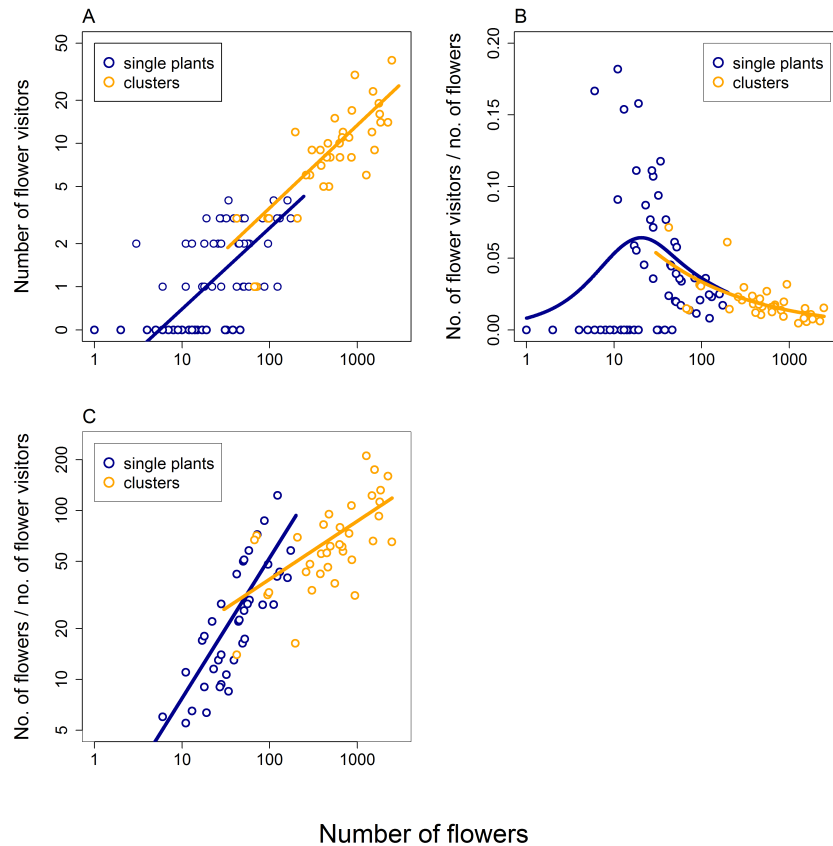 A
Number of flower visitors
50
20
10
5
2
1
0
single plants
clusters
1
10
100
1000
B
No. of flower visitors / no. of flowers
0.20
0.15
0.10
0.05
0.00
single plants
clusters
1
10
100
1000
C
No. of flowers / no. of flower visitors
200
100
50
20
10
5
single plants
clusters
1
10
100
1000
Number of flowers